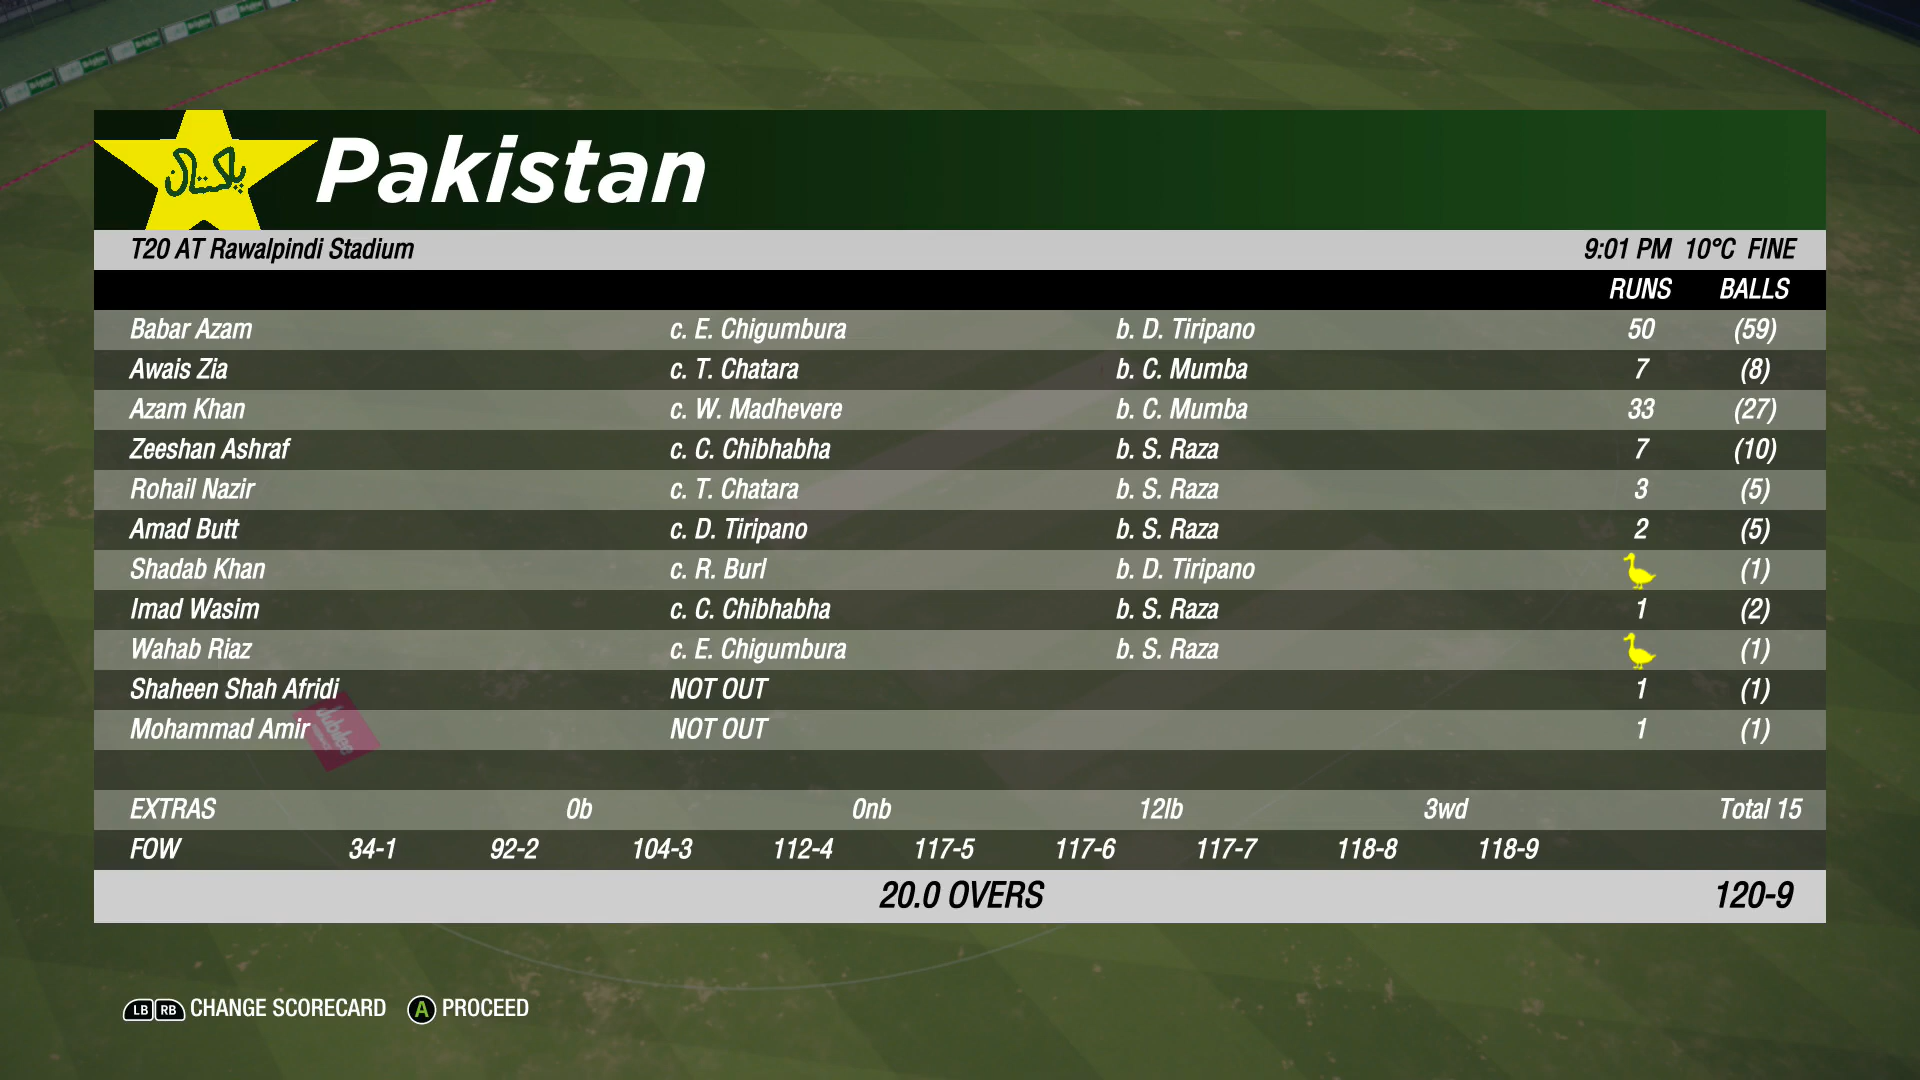 پاکستان
Pakistan
T20 AT Rawalpindi Stadium 9:01 PM 10°C FINE
RUNS BALLS
Babar Azam c. E. Chigumbura b. D. Tiripano 50 (59)
Awais Zia c. T. Chatara b. C. Mumba 7 (8)
Azam Khan c. W. Madhevere b. C. Mumba 33 (27)
Zeeshan Ashraf c. C. Chibhabha b. S. Raza 7 (10)
Rohail Nazir c. T. Chatara b. S. Raza 3 (5)
Amad Butt c. D. Tiripano b. S. Raza 2 (5)
Shadab Khan c. R. Burl b. D. Tiripano (1)
Imad Wasim c. C. Chibhabha b. S. Raza 1 (2)
Wahab Riaz c. E. Chigumbura b. S. Raza (1)
Shaheen Shah Afridi NOT OUT 1 (1)
Mohammad Amir NOT OUT 1 (1)
Jubilee
EXTRAS 0b 0nb 12lb 3wd Total 15
FOW 34-1 92-2 104-3 112-4 117-5 117-6 117-7 118-8 118-9
20.0 OVERS 120-9
LB RB CHANGE SCORECARD A PROCEED